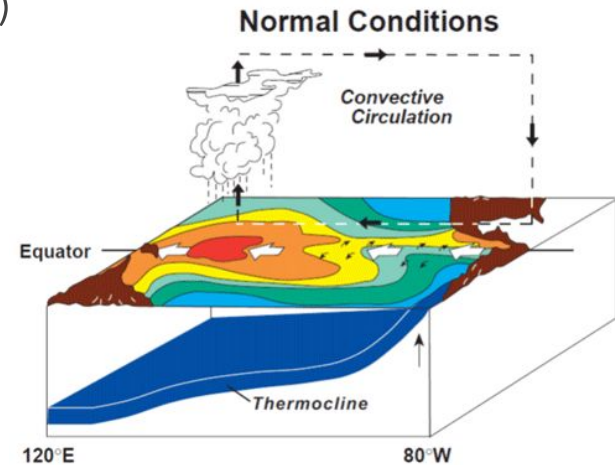 )
Normal Conditions
Convective
Circulation
Equator
Thermocline
120°E
80°W